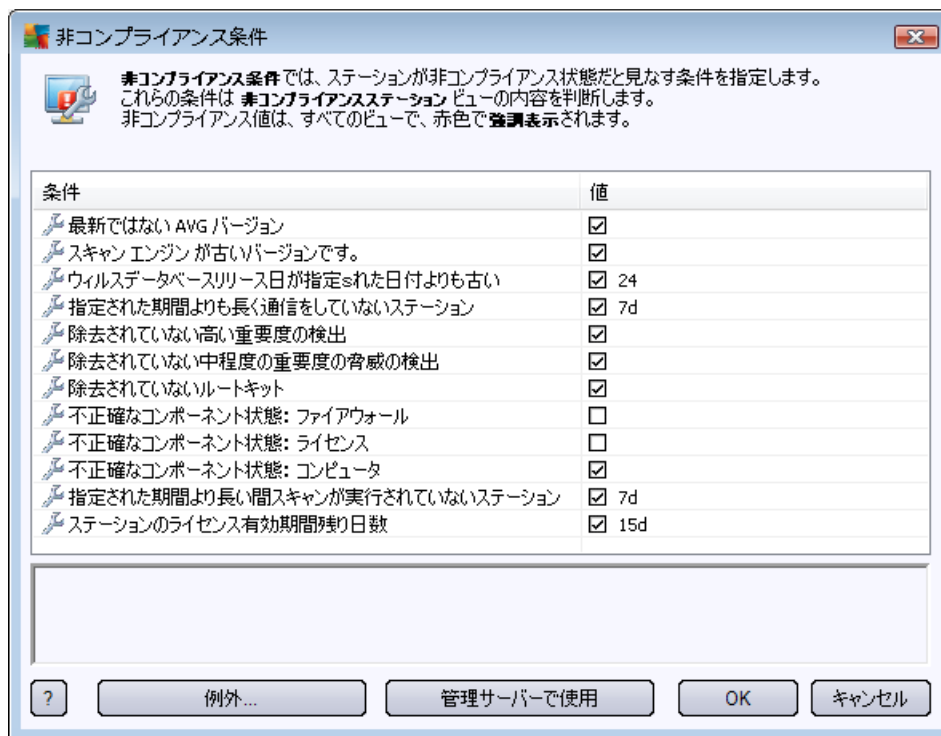 非コンプライアンス条件
非コンプライアンス条件では、ステーションが非コンプライアンス状態だと見なす条件を指定します。
これらの条件は 非コンプライアンスステーション ビューの内容を判断します。
非コンプライアンス値は、すべてのビューで、赤色で強調表示されます。
条件 値
最新ではない AVG バージョン
スキャン エンジン が古いバージョンです。
ウィルスデータベースリリース日が指定sれた日付よりも古い 24
指定された期間よりも長く通信をしていないステーション 7d
除去されていない高い重要度の検出
除去されていない中程度の重要度の脅威の検出
除去されていないルートキット
不正確なコンポーネント状態: ファイアウォール
不正確なコンポーネント状態: ライセンス
不正確なコンポーネント状態: コンピュータ
指定された期間より長い間スキャンが実行されていないステーション 7d
ステーションのライセンス有効期間残り日数 15d
? 例外... 管理サーバーで使用 OK キャンセル